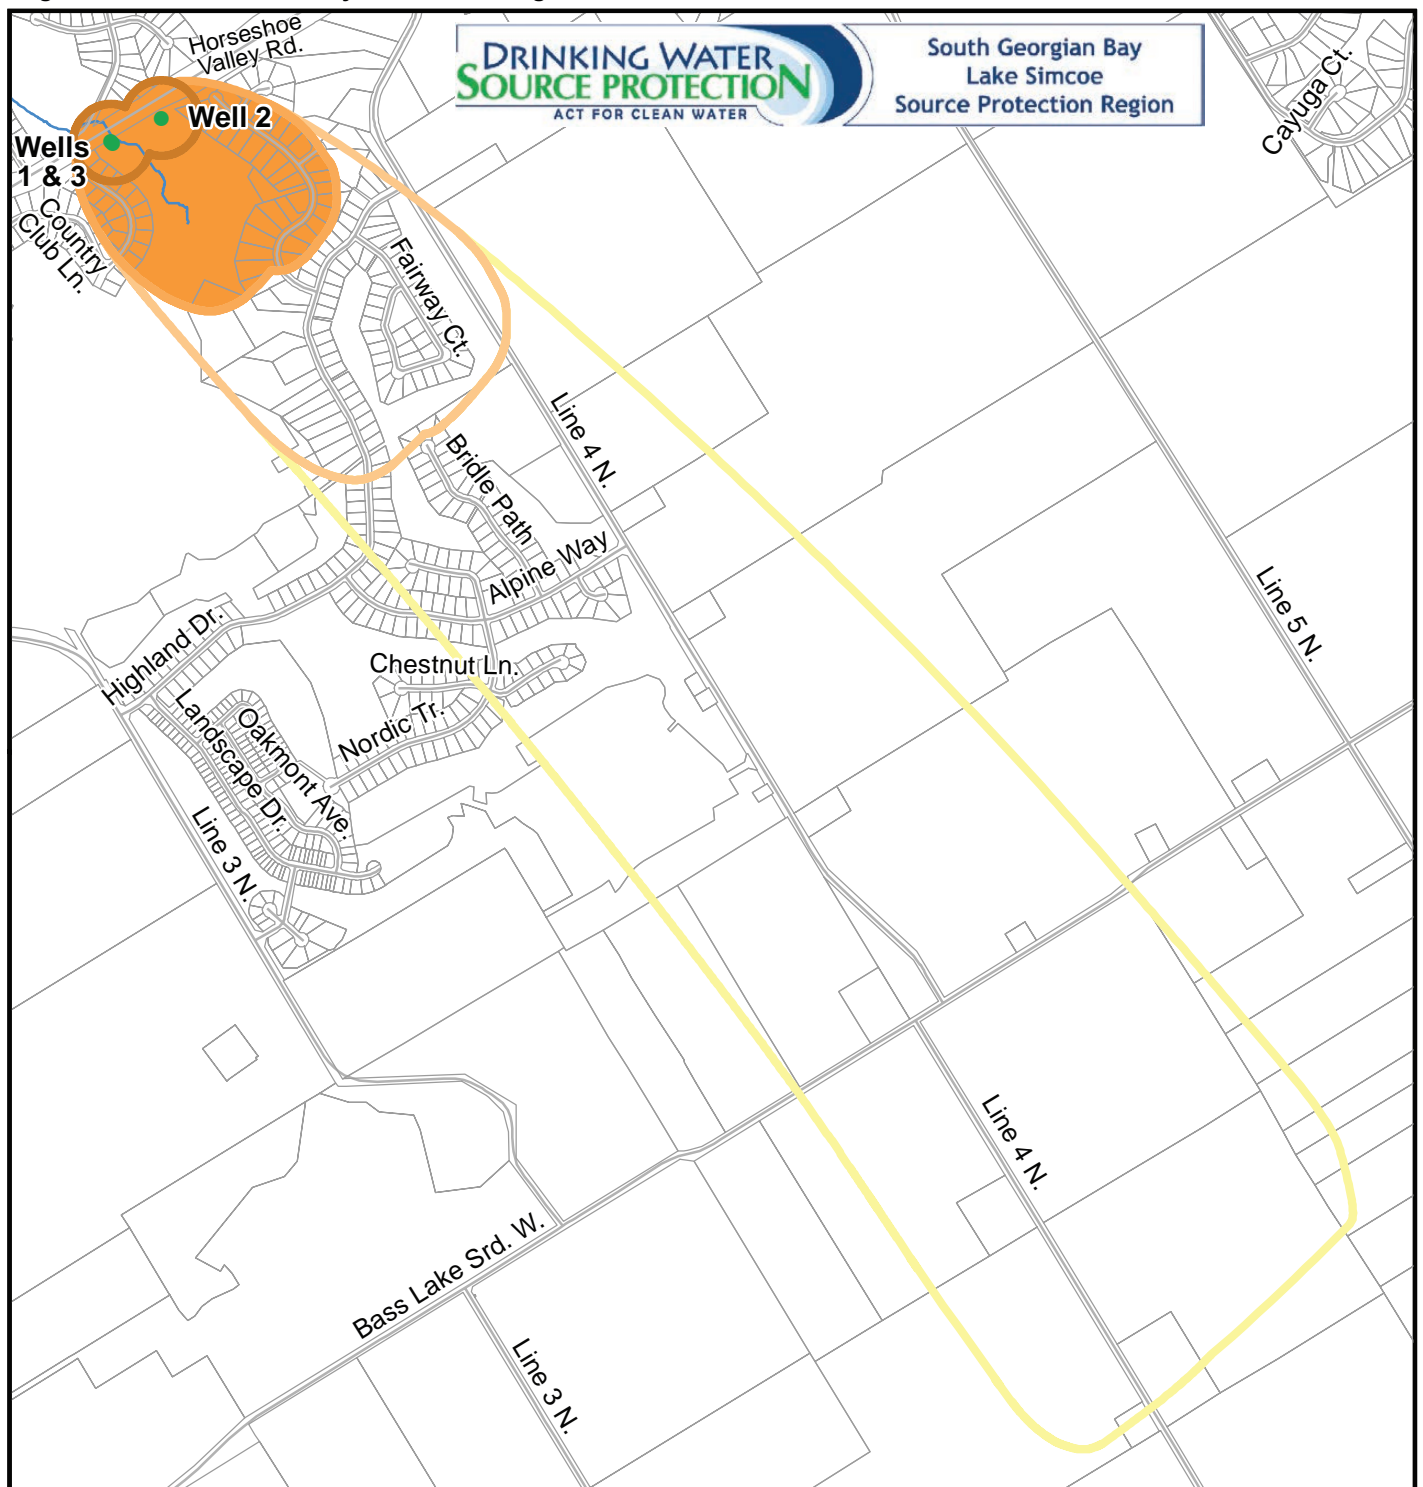 Horseshoe
Valley Rd.
DRINKING WATER
SOURCE PROTECTION
ACT FOR CLEAN WATER
South Georgian Bay
Lake Simcoe
Source Protection Region
Cayuga Ct.
Well 2
Wells
1 & 3
Country
Club Ln.
Fairway Ct.
Line 4 N.
Bridle Path
Alpine Way
Line 5 N.
Highland Dr.
Chestnut Ln.
Landscape Dr.
Oakmont Ave.
Nordic Tr.
Line 3 N.
Line 4 N.
Bass Lake Srd. W.
Line 3 N.